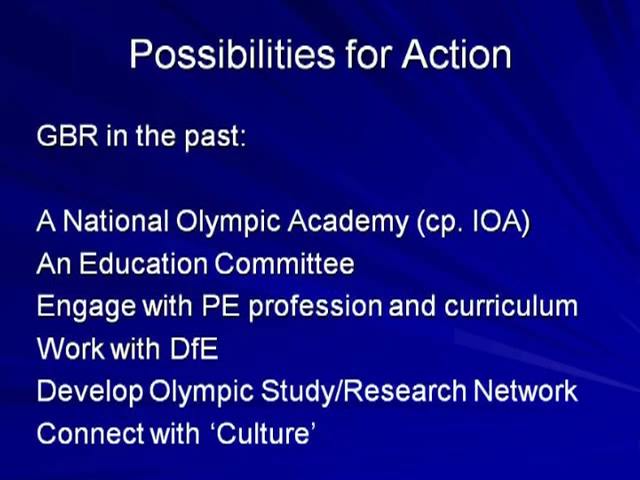 Possibilities for Action
GBR in the past:
A National Olympic Academy (cp. IOA)
An Education Committee
Engage with PE profession and curriculum
Work with DfE
Develop Olympic Study/Research Network
Connect with ‘Culture’